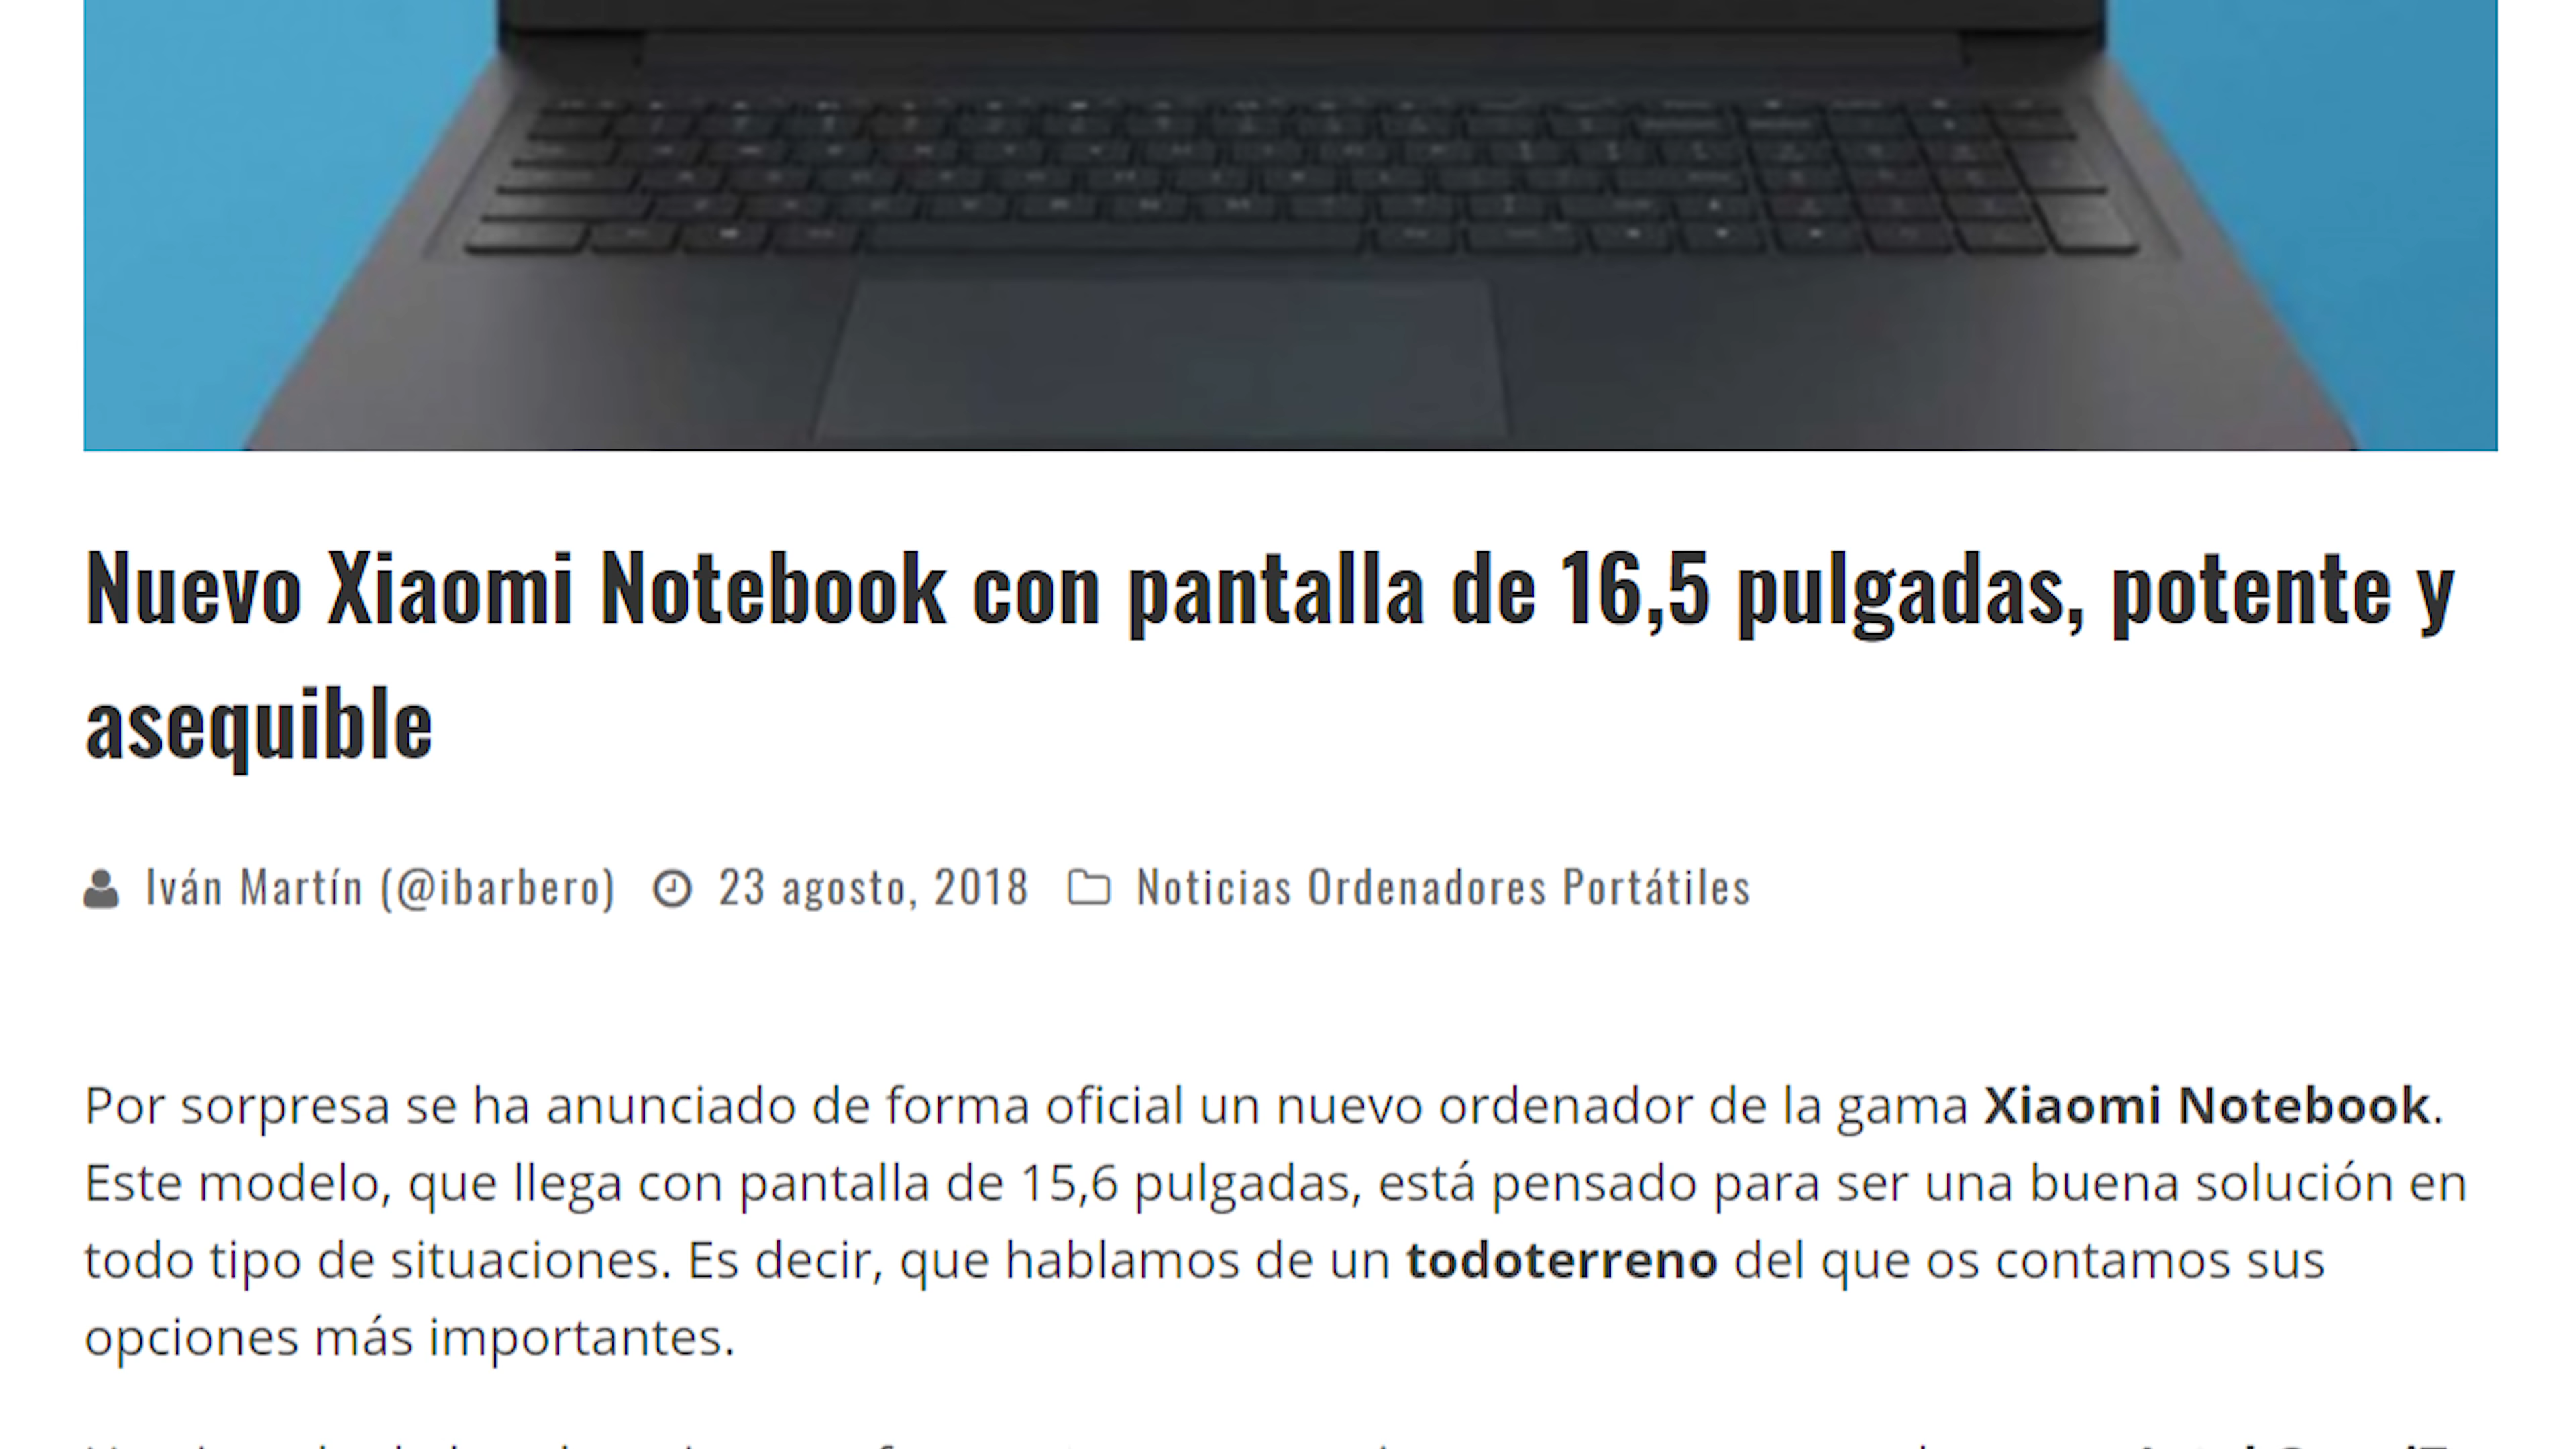 Nuevo Xiaomi Notebook con pantalla de 16,5 pulgadas, potente y
asequible
Iván Martín (@ibarbero) 23 agosto, 2018 Noticias Ordenadores Portátiles
Por sorpresa se ha anunciado de forma oficial un nuevo ordenador de la gama Xiaomi Notebook.
Este modelo, que llega con pantalla de 15,6 pulgadas, está pensado para ser una buena solución en
todo tipo de situaciones. Es decir, que hablamos de un todoterreno del que os contamos sus
opciones más importantes.